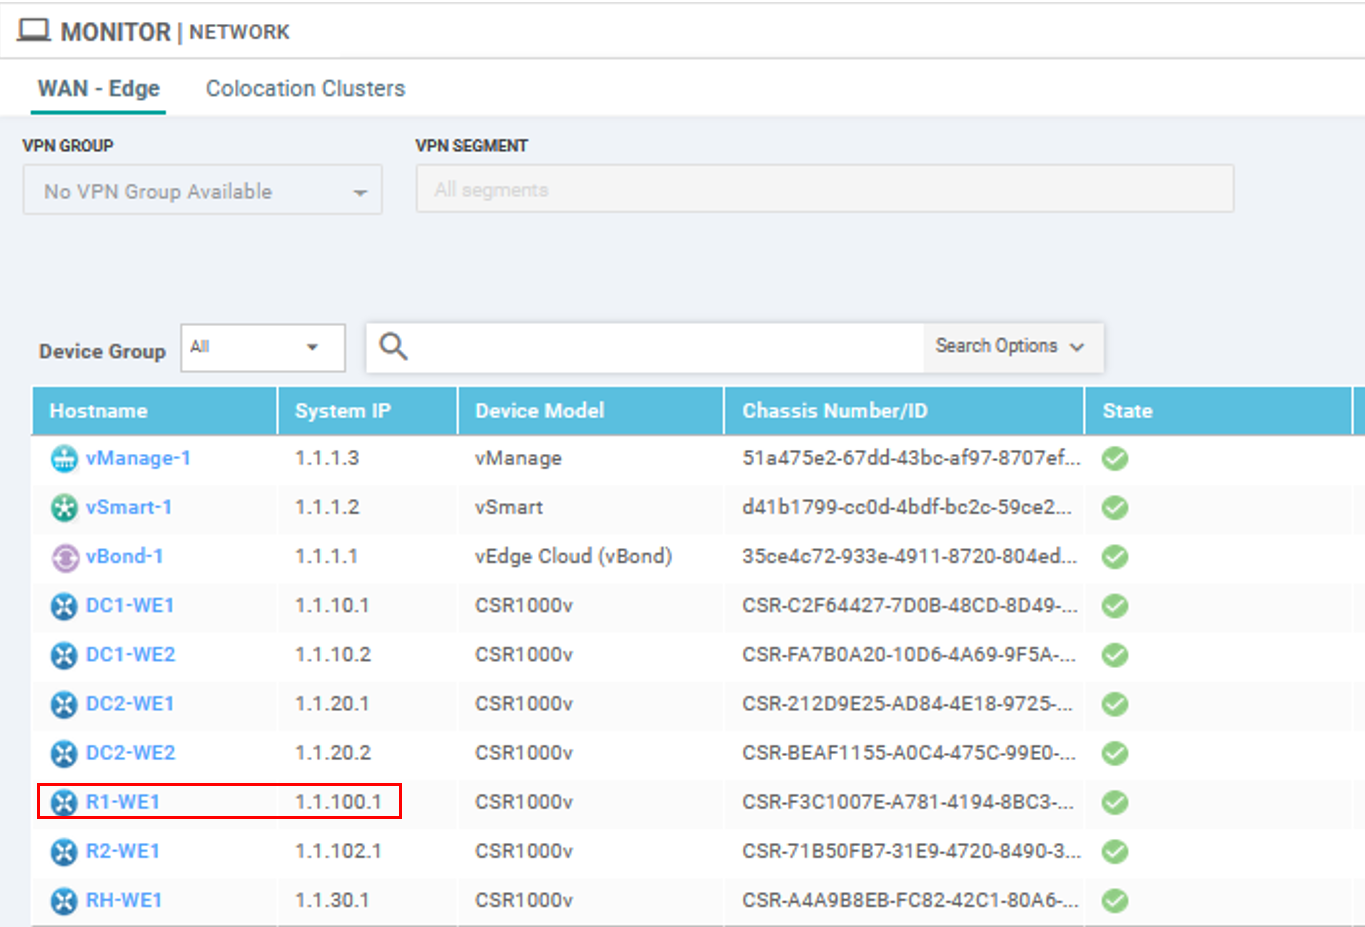 MONITOR | NETWORK
WAN - Edge Colocation Clusters
VPN GROUP VPN SEGMENT
No VPN Group Available All segments
Device Group All Search Options
Hostname System IP Device Model Chassis Number/ID State
vManage-1 1.1.1.3 vManage 51a475e2-67dd-43bc-af97-8707ef...
vSmart-1 1.1.1.2 vSmart d41b1799-cc0d-4bdf-bc2c-59ce2...
vBond-1 1.1.1.1 vEdge Cloud (vBond) 35ce4c72-933e-4911-8720-804ed...
DC1-WE1 1.1.10.1 CSR1000v CSR-C2F64427-7D0B-48CD-8D49-...
DC1-WE2 1.1.10.2 CSR1000v CSR-FA7B0A20-10D6-4A69-9F5A-...
DC2-WE1 1.1.20.1 CSR1000v CSR-212D9E25-AD84-4E18-9725-...
DC2-WE2 1.1.20.2 CSR1000v CSR-BEAF1155-A0C4-475C-99E0-...
R1-WE1 1.1.100.1 CSR1000v CSR-F3C1007E-A781-4194-8BC3-...
R2-WE1 1.1.102.1 CSR1000v CSR-71B50FB7-31E9-4720-8490-3...
RH-WE1 1.1.30.1 CSR1000v CSR-A4A9B8EB-FC82-42C1-80A6-...